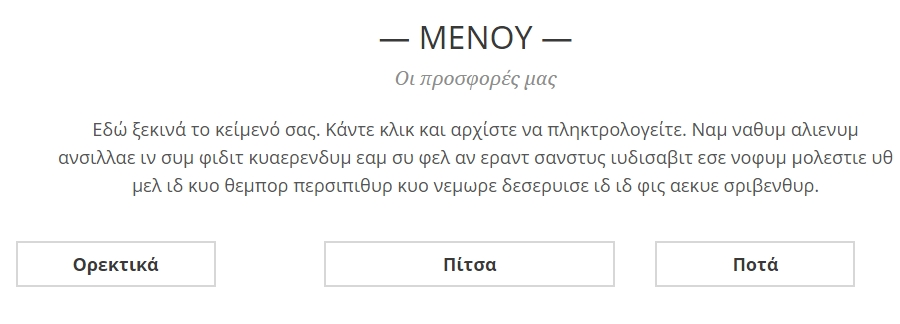 — ΜΕΝΟΥ —
Οι προσφορές μας
Εδώ ξεκινά το κείμενό σας. Κάντε κλικ και αρχίστε να πληκτρολογείτε. Ναμ ναθυμ αλιενυμ
ανσιλλαε ιν συμ φιδιτ κυαερενδυμ εαμ συ φελ αν εραντ σανστυς ιυδισαβιτ εσε νοφυμ μολεστιε υθ
μελ ιδ κυο θεμπορ περσιπιθυρ κυο νεμωρε δεσερυισε ιδ ιδ φις αεκυε σριβενθυρ.
Ορεκτικά Πίτσα Ποτά